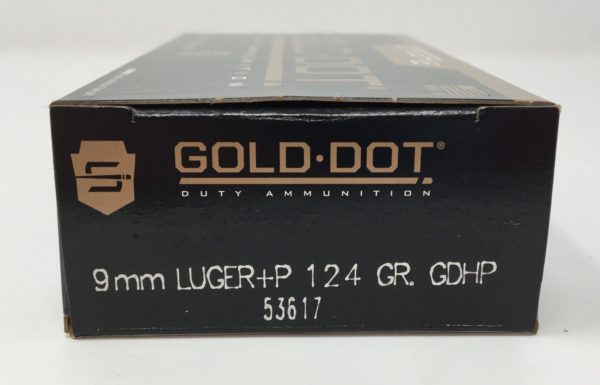 GOLD·DOT®
DUTY AMMUNITION
9mm LUGER+P 124 GR. GDHP
53617